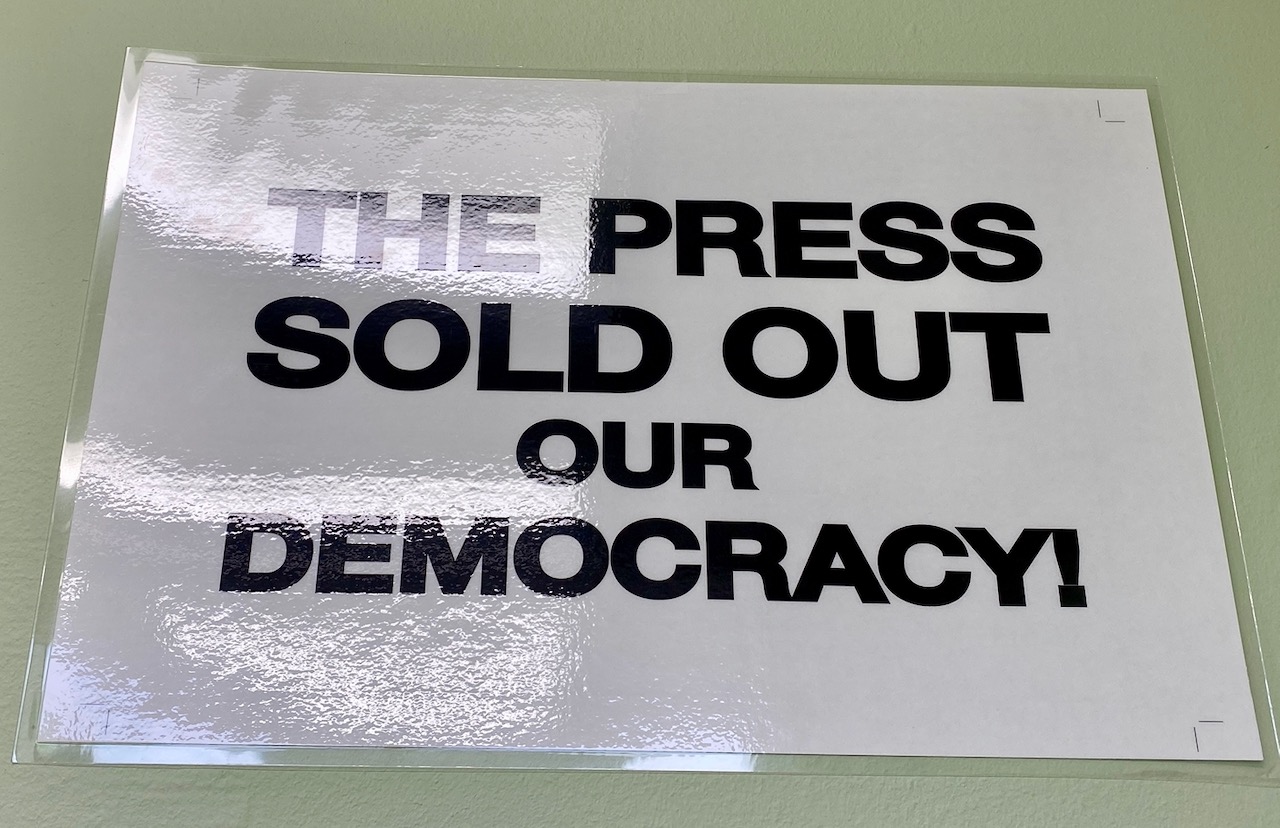 THE PRESS
SOLD OUT
OUR
DEMOCRACY!